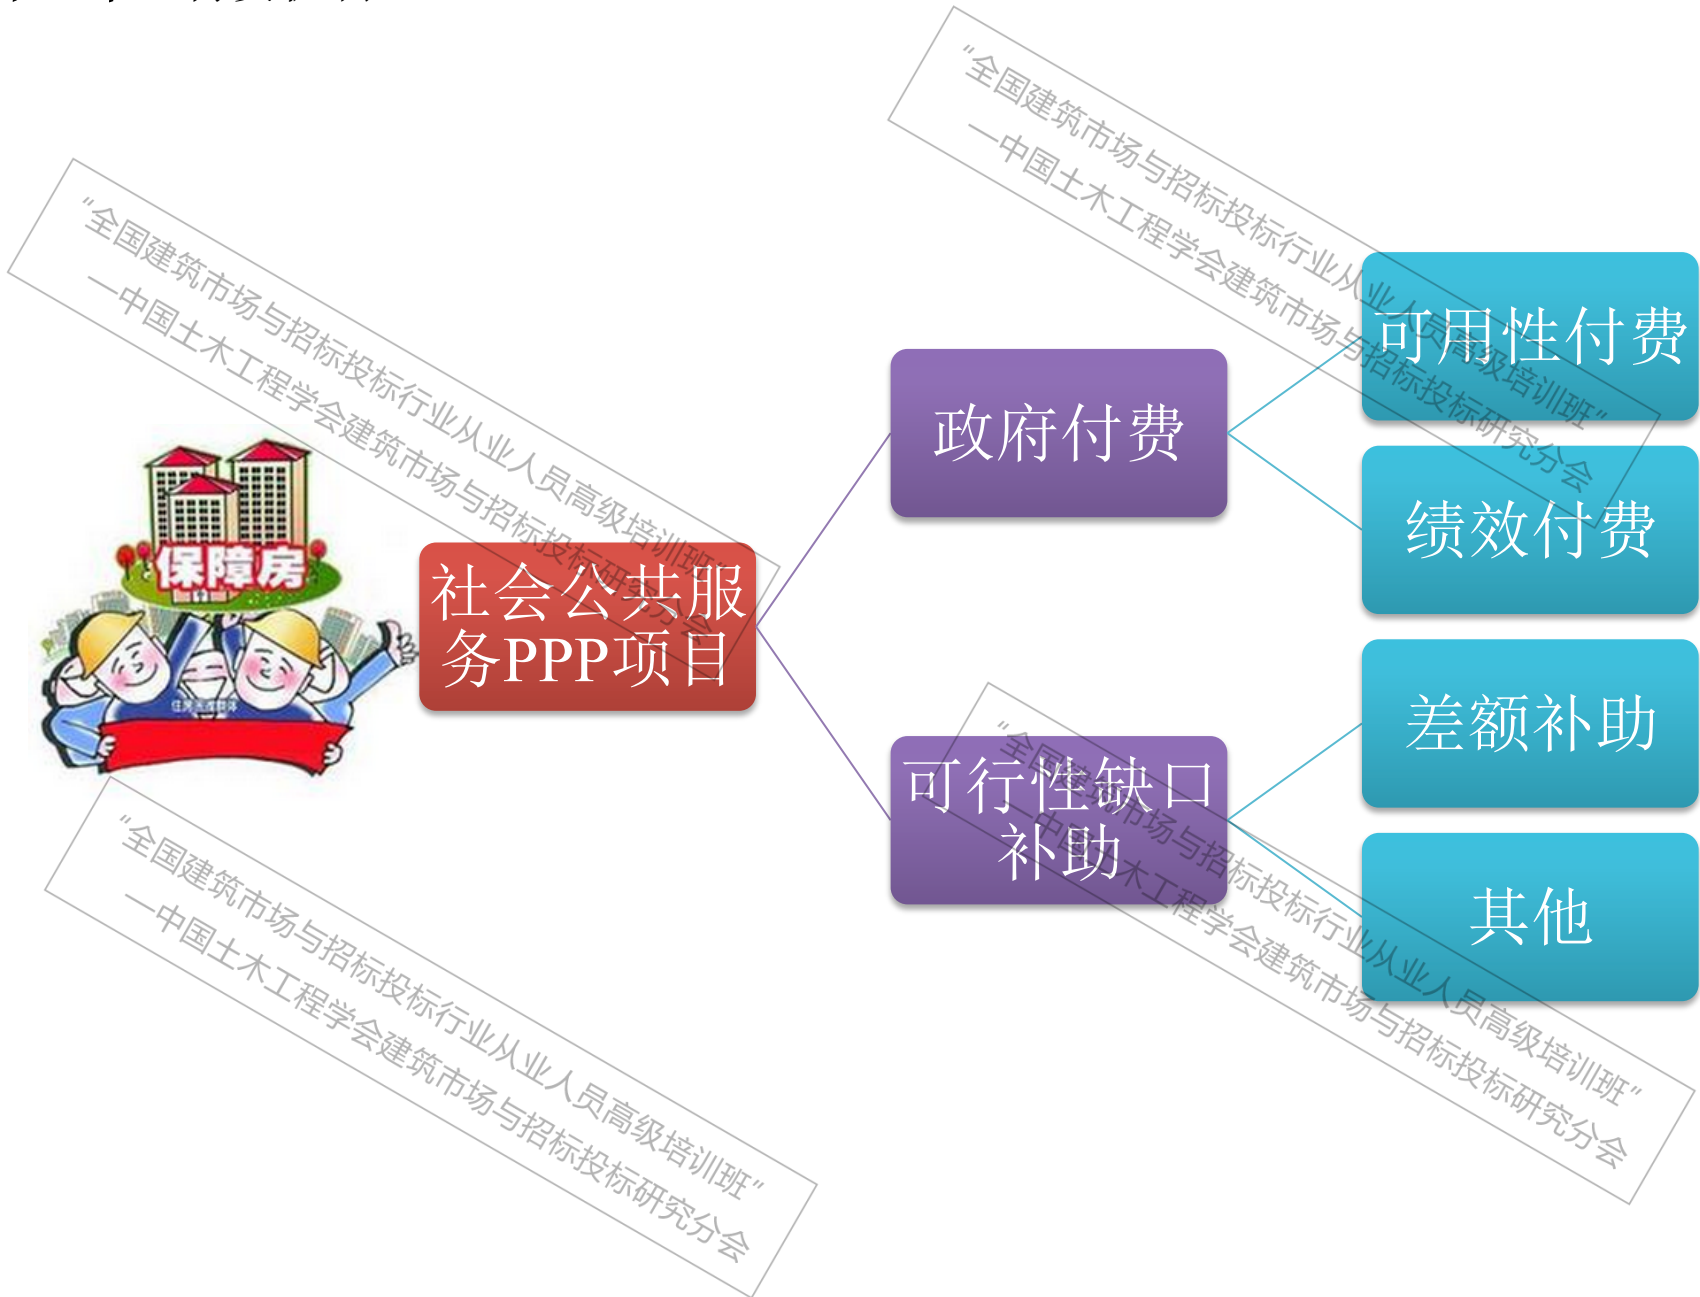 "全国建筑市场与招标投标行业从业人员高级培训班"
—中国土木工程学会建筑市场与招标投标研究分会
"全国建筑市场与招标投标行业从业人员高级培训班"
—中国土木工程学会建筑市场与招标投标研究分会
保障房
社会公共服
务PPP项目
政府付费
可用性付费
绩效付费
可行性缺口
补助
差额补助
其他
"全国建筑市场与招标投标行业从业人员高级培训班"
—中国土木工程学会建筑市场与招标投标研究分会
"全国建筑市场与招标投标行业从业人员高级培训班"
—中国土木工程学会建筑市场与招标投标研究分会